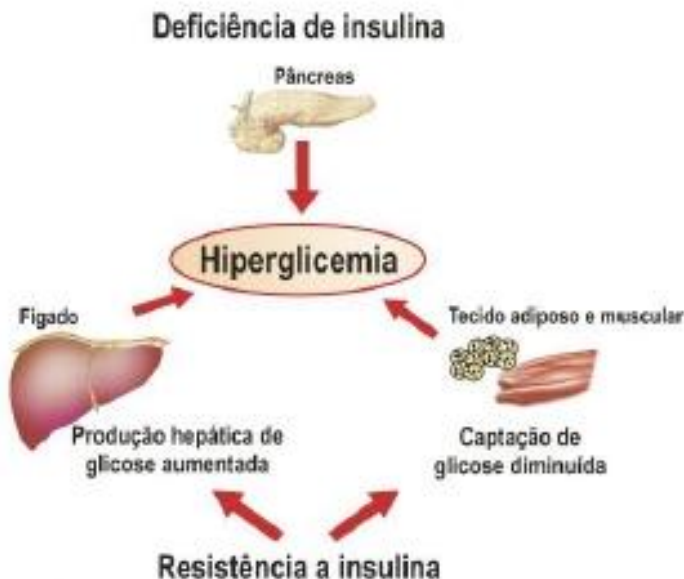 Deficiência de insulina
Pâncreas
Hiperglicemia
Figado
Tecido adiposo e muscular
Produção hepática de
glicose aumentada
Captação de
glicose diminuída
Resistência a insulina